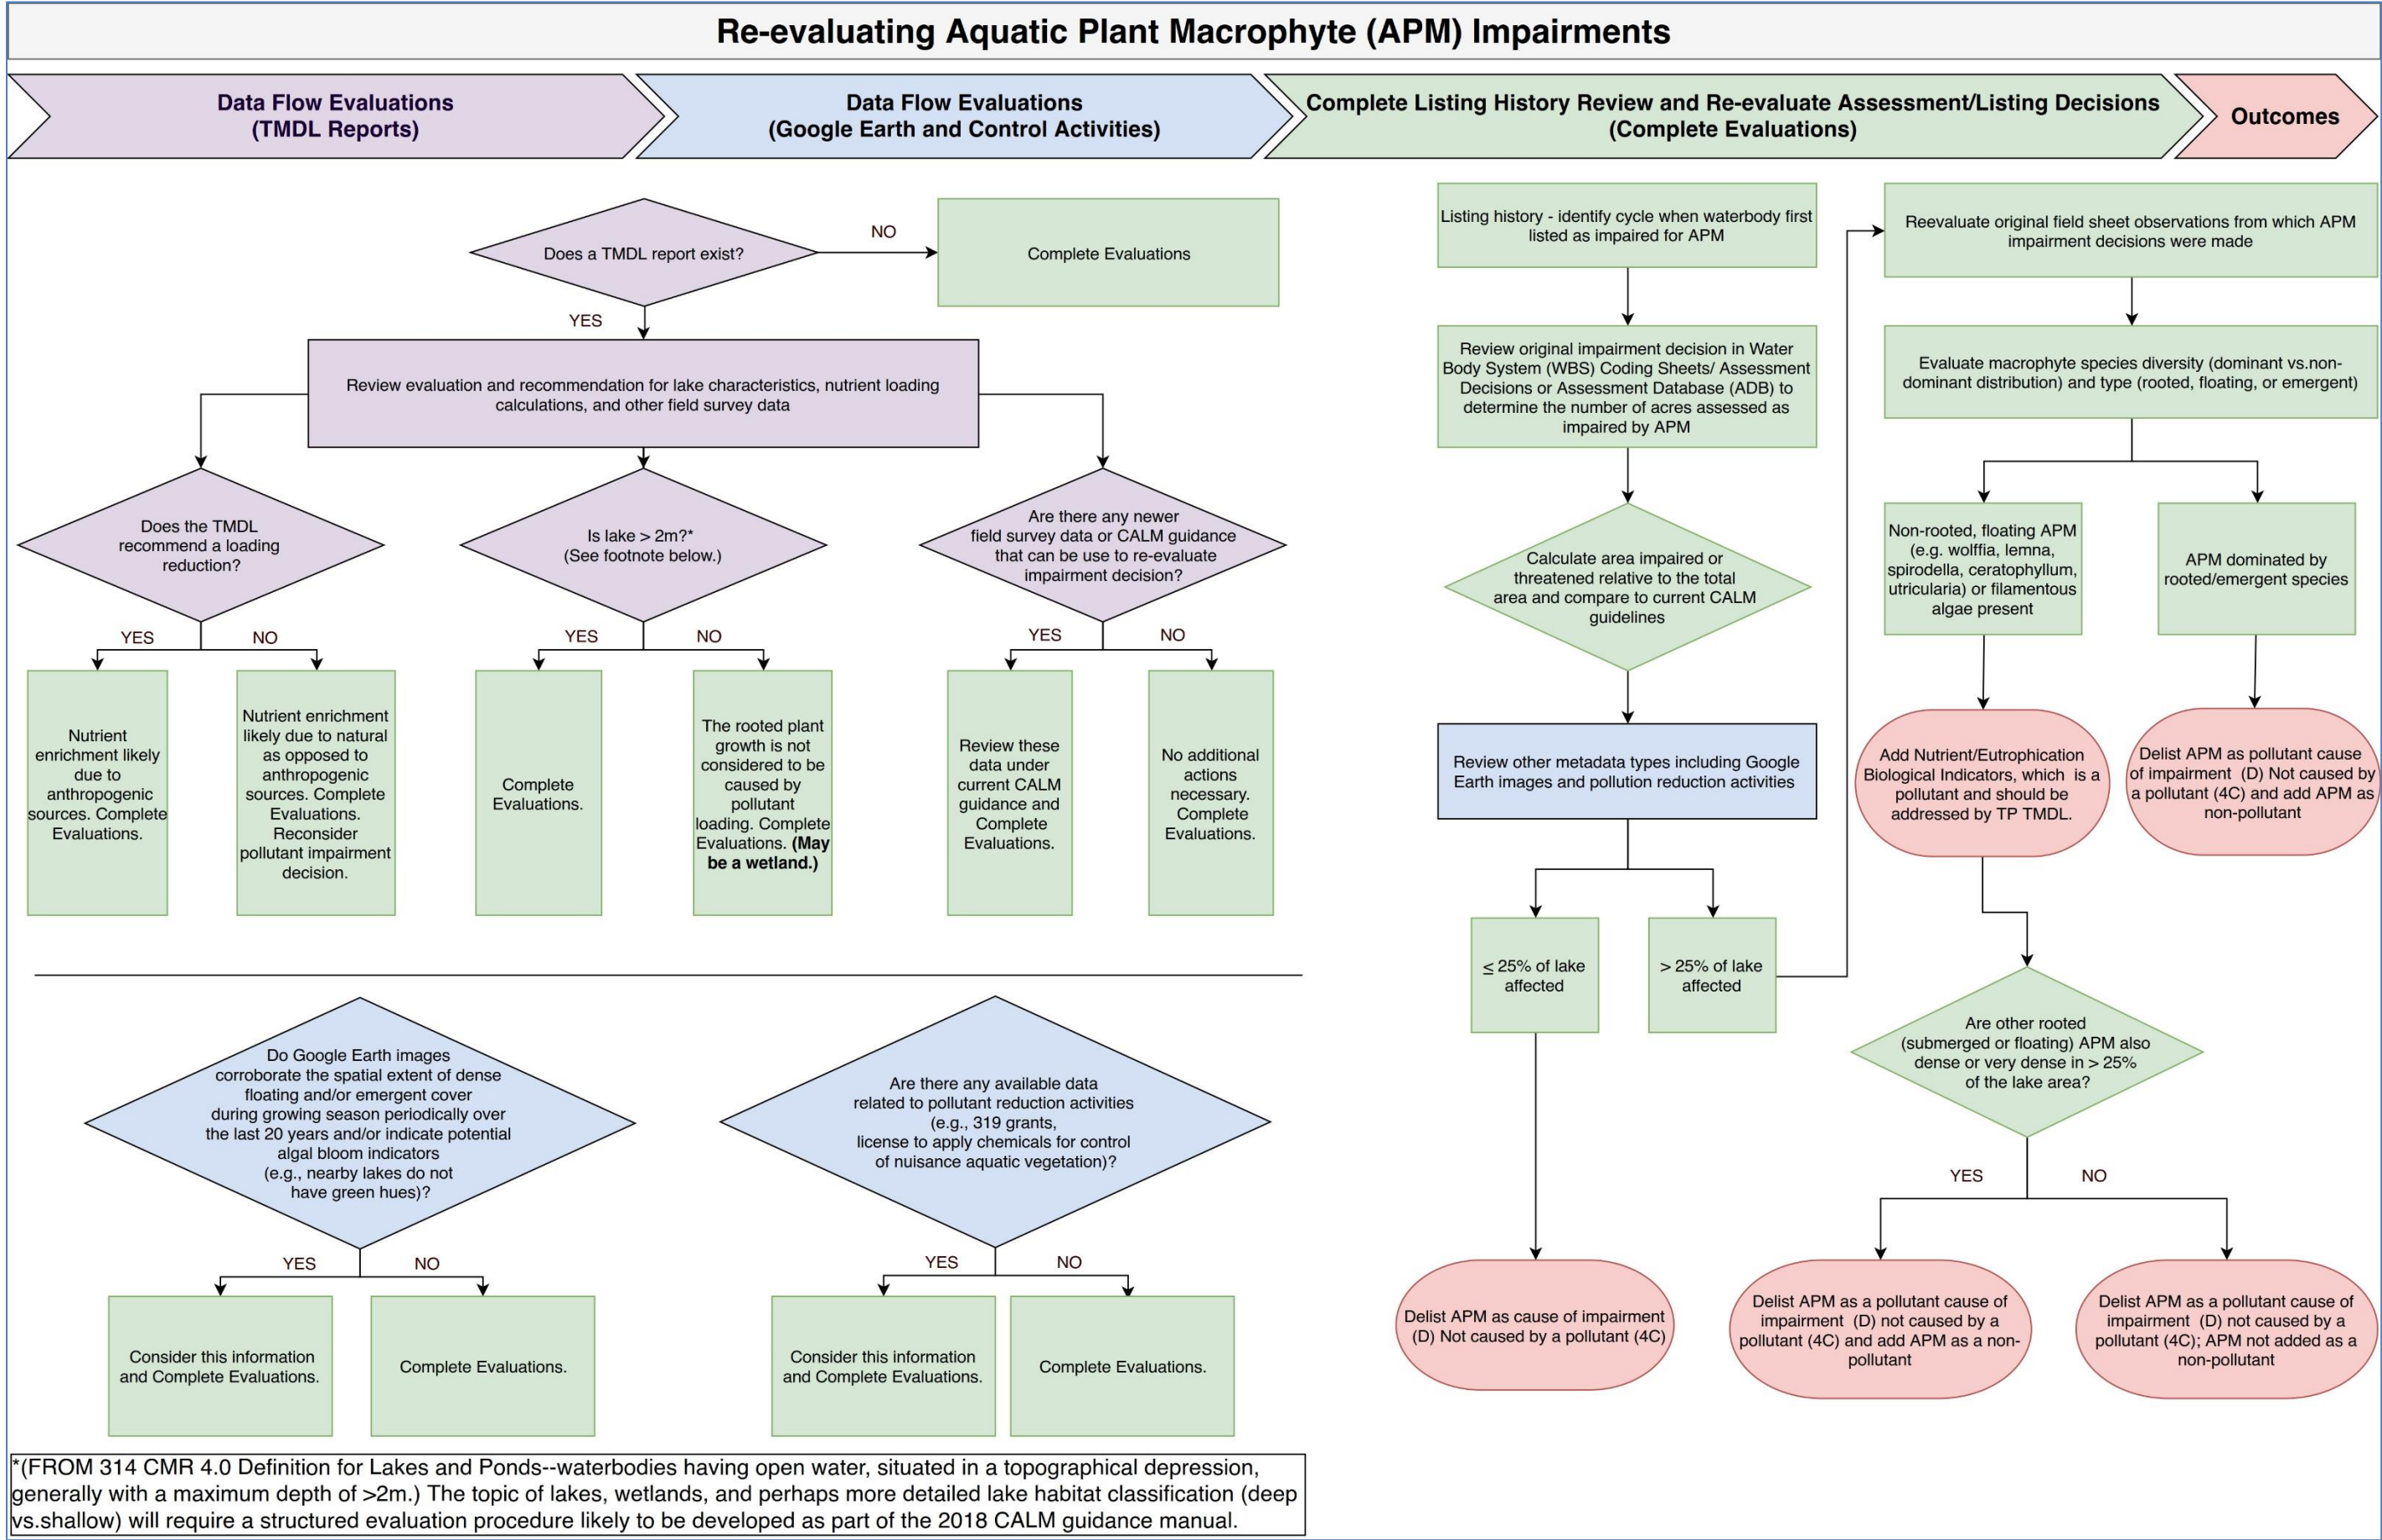 Re-evaluating Aquatic Plant Macrophyte (APM) Impairments
Data Flow Evaluations
(TMDL Reports)
Data Flow Evaluations
(Google Earth and Control Activities)
Complete Listing History Review and Re-evaluate Assessment/Listing Decisions
(Complete Evaluations)
Outcomes
Does a TMDL report exist?
NO
Complete Evaluations
YES
Review evaluation and recommendation for lake characteristics, nutrient loading
calculations, and other field survey data
Does the TMDL
recommend a loading
reduction?
YES
NO
Nutrient
enrichment likely
due to
anthropogenic
sources. Complete
Evaluations.
Nutrient enrichment
likely due to natural
as opposed to
anthropogenic
sources. Complete
Evaluations.
Reconsider
pollutant impairment
decision.
Is lake > 2m?*
(See footnote below.)
YES
NO
Complete
Evaluations.
The rooted plant
growth is not
considered to be
caused by
pollutant
loading. Complete
Evaluations. (May
be a wetland.)
Are there any newer
field survey data or CALM guidance
that can be use to re-evaluate
impairment decision?
YES
NO
Review these
data under
current CALM
guidance and
Complete
Evaluations.
No additional
actions
necessary.
Complete
Evaluations.
Do Google Earth images
corroborate the spatial extent of dense
floating and/or emergent cover
during growing season periodically over
the last 20 years and/or indicate potential
algal bloom indicators
(e.g., nearby lakes do not
have green hues)?
YES
NO
Consider this information
and Complete Evaluations.
Complete Evaluations.
Are there any available data
related to pollutant reduction activities
(e.g., 319 grants,
license to apply chemicals for control
of nuisance aquatic vegetation)?
YES
NO
Consider this information
and Complete Evaluations.
Complete Evaluations.
*(FROM 314 CMR 4.0 Definition for Lakes and Ponds--waterbodies having open water, situated in a topographical depression,
generally with a maximum depth of >2m.) The topic of lakes, wetlands, and perhaps more detailed lake habitat classification (deep
vs.shallow) will require a structured evaluation procedure likely to be developed as part of the 2018 CALM guidance manual.
Listing history - identify cycle when waterbody first
listed as impaired for APM
Review original impairment decision in Water
Body System (WBS) Coding Sheets/ Assessment
Decisions or Assessment Database (ADB) to
determine the number of acres assessed as
impaired by APM
Calculate area impaired or
threatened relative to the total
area and compare to current CALM
guidelines
Review other metadata types including Google
Earth images and pollution reduction activities
≤ 25% of lake
affected
> 25% of lake
affected
Delist APM as cause of impairment
(D) Not caused by a pollutant (4C)
Reevaluate original field sheet observations from which APM
impairment decisions were made
Evaluate macrophyte species diversity (dominant vs.non-
dominant distribution) and type (rooted, floating, or emergent)
Non-rooted, floating APM
(e.g. wolffia, lemna,
spirodella, ceratophyllum,
utricularia) or filamentous
algae present
APM dominated by
rooted/emergent species
Add Nutrient/Eutrophication
Biological Indicators, which is a
pollutant and should be
addressed by TP TMDL.
Delist APM as pollutant cause
of impairment (D) Not caused by
a pollutant (4C) and add APM as
non-pollutant
Are other rooted
(submerged or floating) APM also
dense or very dense in > 25%
of the lake area?
YES
NO
Delist APM as a pollutant cause of
impairment (D) not caused by a
pollutant (4C) and add APM as a non-
pollutant
Delist APM as a pollutant cause of
impairment (D) not caused by a
pollutant (4C); APM not added as a
non-pollutant